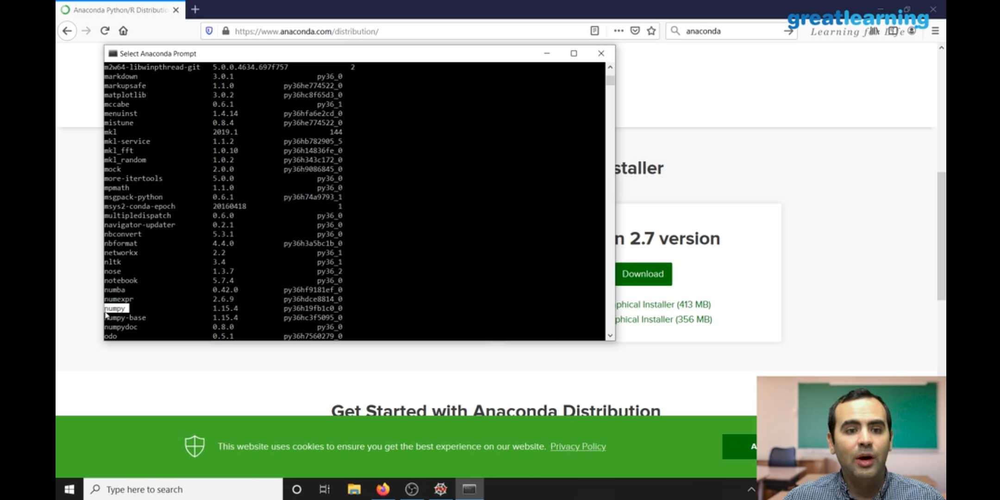 Anaconda Python/R Distributio
greatlearning
Learning for Life
https://www.anaconda.com/distribution/
anaconda
Select Anaconda Prompt
m2w64-libwinpthread-git 5.0.0.4634.697f757 2
markdown 3.0.1 py36_0
markupsafe 1.1.0 py36he774522_0
matplotlib 3.0.2 py36hc8f65d3_0
mccabe 0.6.1 py36_1
menuinst 1.4.14 py36hfa6e2cd_0
mistune 0.8.4 py36he774522_0
mkl 2019.1 144
mkl-service 1.1.2 py36hb782905_5
mkl_fft 1.0.10 py36h14836fe_0
mkl_random 1.0.2 py36h343c172_0
mock 2.0.0 py36h9086845_0
more-itertools 5.0.0 py36_0
mpmath 1.1.0 py36_0
msgpack-python 0.6.1 py36h74a9793_1
msys2-conda-epoch 20160418 1
multipledispatch 0.6.0 py36_0
navigator-updater 0.2.1 py36_0
nbconvert 5.3.1 py36_0
nbformat 4.4.0 py36h3a5bc1b_0
networkx 2.2 py36_1
nltk 3.4 py36_1
nose 1.3.7 py36_2
notebook 5.7.4 py36_0
numba 0.42.0 py36hf9181ef_0
numexpr 2.6.9 py36hdce8814_0
numpy 1.15.4 py36h19fb1c0_0
numpy-base 1.15.4 py36hc3f5095_0
numpydoc 0.8.0 py36_0
odo 0.5.1 py36h7560279_0
staller
n 2.7 version
Download
phical Installer (413 MB)
phical Installer (356 MB)
Get Started with Anaconda Distribution
This website uses cookies to ensure you get the best experience on our website. Privacy Policy
A
Type here to search